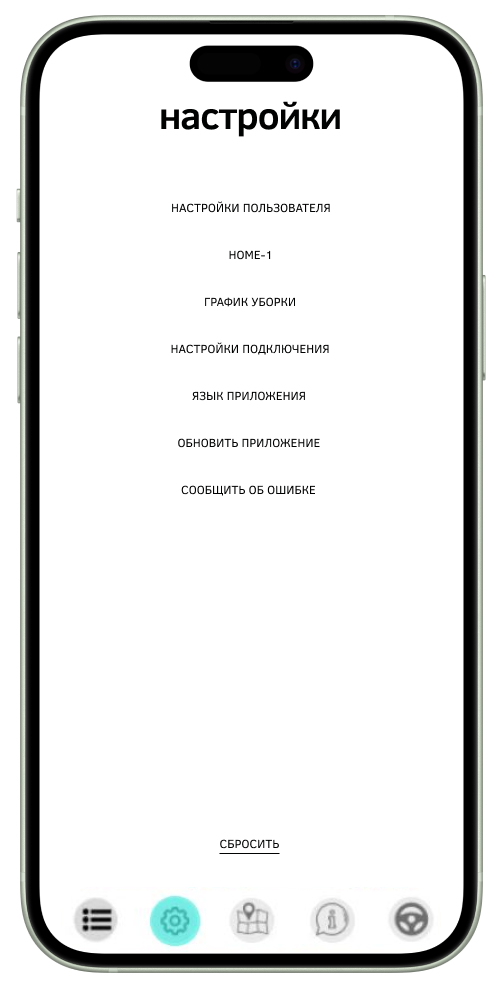 настройки
НАСТРОЙКИ ПОЛЬЗОВАТЕЛЯ
HOME-1
ГРАФИК УБОРКИ
НАСТРОЙКИ ПОДКЛЮЧЕНИЯ
ЯЗЫК ПРИЛОЖЕНИЯ
ОБНОВИТЬ ПРИЛОЖЕНИЕ
СООБЩИТЬ ОБ ОШИБКЕ
СБРОСИТЬ